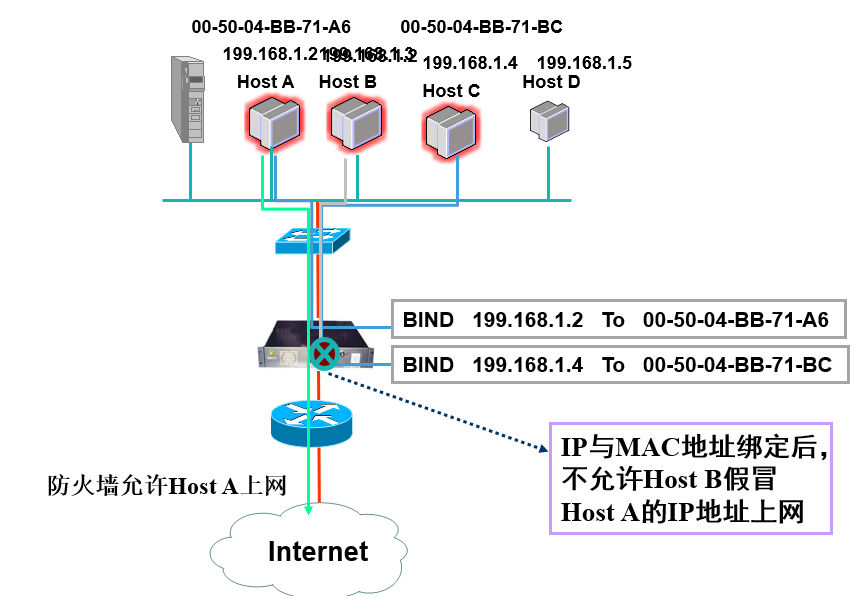 00-50-04-BB-71-A6 00-50-04-BB-71-BC
199.168.1.2 199.168.1.3 199.168.1.2 199.168.1.4 199.168.1.5
Host A Host B Host C Host D
BIND 199.168.1.2 To 00-50-04-BB-71-A6
BIND 199.168.1.4 To 00-50-04-BB-71-BC
IP与MAC地址绑定后，
不允许Host B假冒
Host A的IP地址上网
防火墙允许Host A上网
Internet